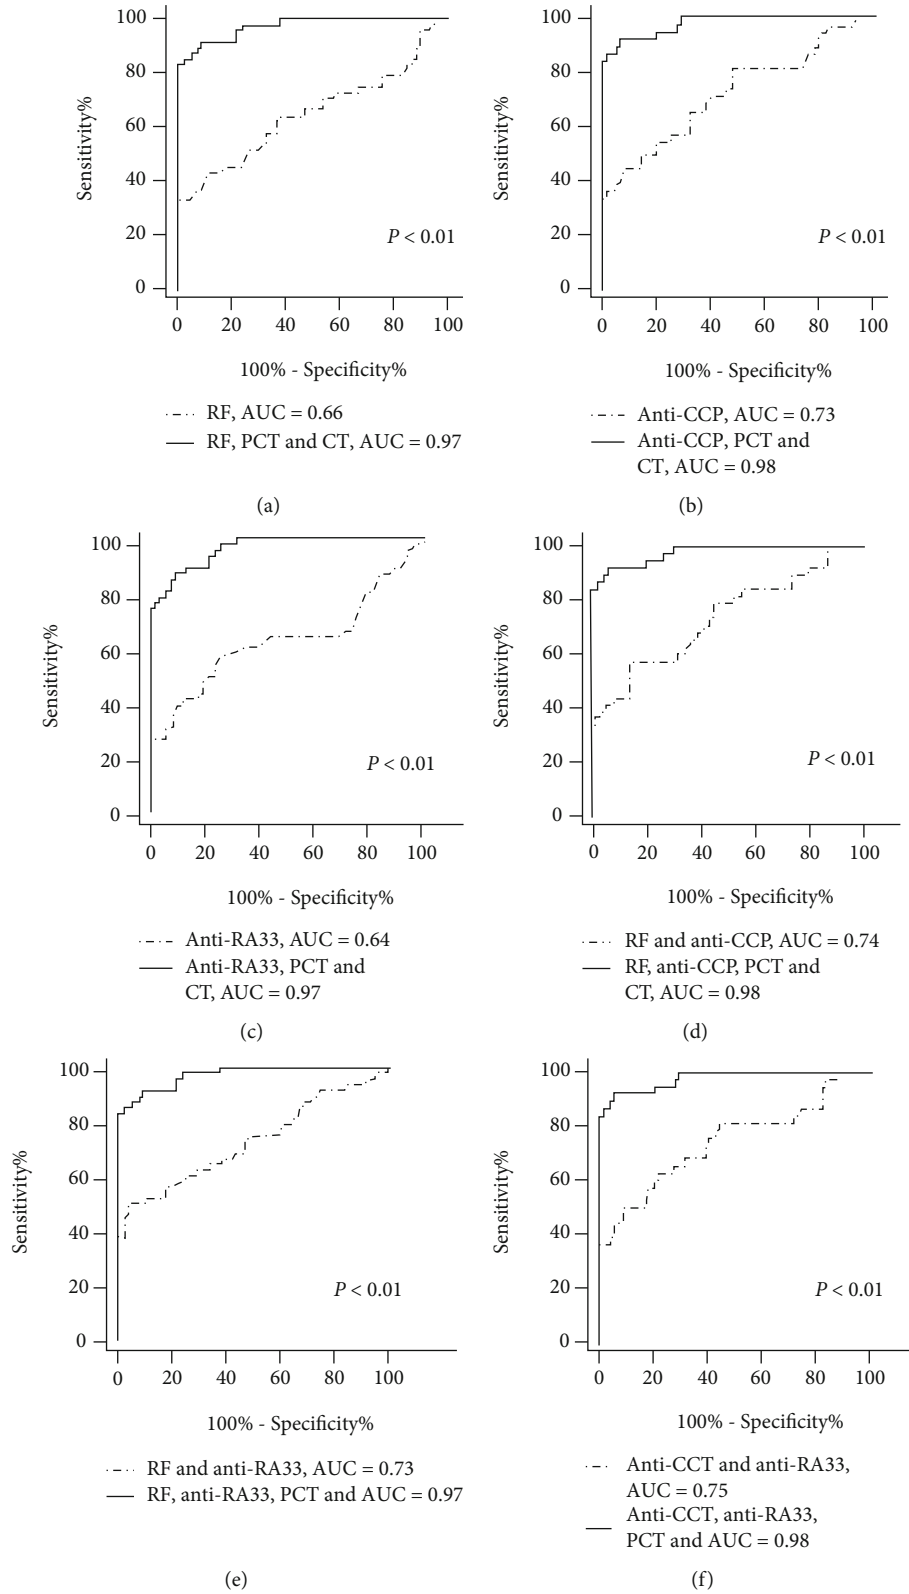 100
80
60
40
20
0
Sensitivity%
P < 0.01
0 20 40 60 80 100
100% - Specificity%
RF, AUC = 0.66
RF, PCT and CT, AUC = 0.97
(a)
100
80
60
40
20
0
Sensitivity%
P < 0.01
0 20 40 60 80 100
100% - Specificity%
Anti-CCP, AUC = 0.73
Anti-CCP, PCT and
CT, AUC = 0.98
(b)
100
80
60
40
20
0
Sensitivity%
P < 0.01
0 20 40 60 80 100
100% - Specificity%
Anti-RA33, AUC = 0.64
Anti-RA33, PCT and
CT, AUC = 0.97
(c)
100
80
60
40
20
0
Sensitivity%
P < 0.01
0 20 40 60 80 100
100% - Specificity%
RF and anti-CCP, AUC = 0.74
RF, anti-CCP, PCT and
CT, AUC = 0.98
(d)
100
80
60
40
20
0
Sensitivity%
P < 0.01
0 20 40 60 80 100
100% - Specificity%
RF and anti-RA33, AUC = 0.73
RF, anti-RA33, PCT and AUC = 0.97
(e)
100
80
60
40
20
0
Sensitivity%
P < 0.01
0 20 40 60 80 100
100% - Specificity%
Anti-CCT and anti-RA33,
AUC = 0.75
Anti-CCT, anti-RA33,
PCT and AUC = 0.98
(f)